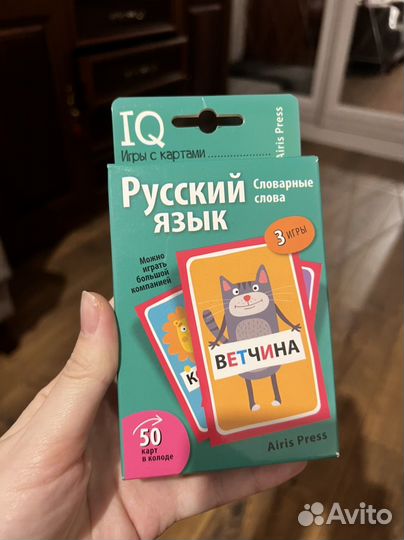 IQ
Игры с картами
Airis Press
Русский
язык
Словарные
слова
3 ИГРЫ
Можно
играть
большой
компанией
К
ВЕТЧИНА
50
карт
в колоде
Airis Press
Avito